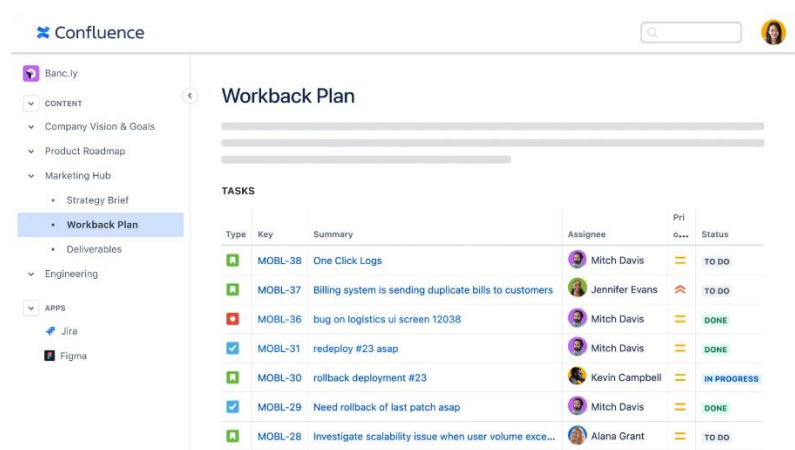 Confluence
Banc.ly
CONTENT
Company Vision & Goals
Product Roadmap
Marketing Hub
Strategy Brief
Workback Plan
Deliverables
Engineering
APPS
Jira
Figma
Workback Plan
TASKS
Type Key Summary Assignee Pri o... Status
MOBL-38 One Click Logs Mitch Davis TO DO
MOBL-37 Billing system is sending duplicate bills to customers Jennifer Evans TO DO
MOBL-36 bug on logistics ui screen 12038 Mitch Davis DONE
MOBL-31 redeploy #23 asap Mitch Davis DONE
MOBL-30 rollback deployment #23 Kevin Campbell IN PROGRESS
MOBL-29 Need rollback of last patch asap Mitch Davis DONE
MOBL-28 Investigate scalability issue when user volume exce... Alana Grant TO DO